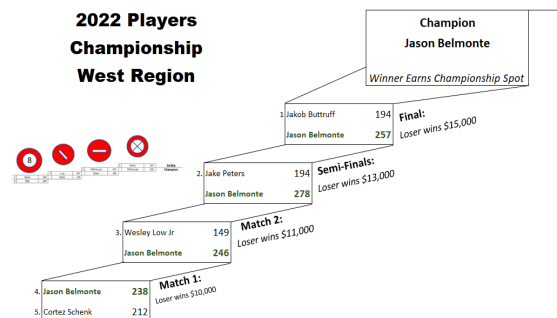 2022 Players
Championship
West Region
Champion
Jason Belmonte
Winner Earns Championship Spot
1. Jakob Buttruff 194
Jason Belmonte 257
Final:
Loser wins $15,000
8
2. Jake Peters 194
Jason Belmonte 278
Semi-Finals:
Loser wins $13,000
3. Wesley Low Jr 149
Jason Belmonte 246
Match 2:
Loser wins $11,000
4. Jason Belmonte 238
5. Cortez Schenk 212
Match 1:
Loser wins $10,000